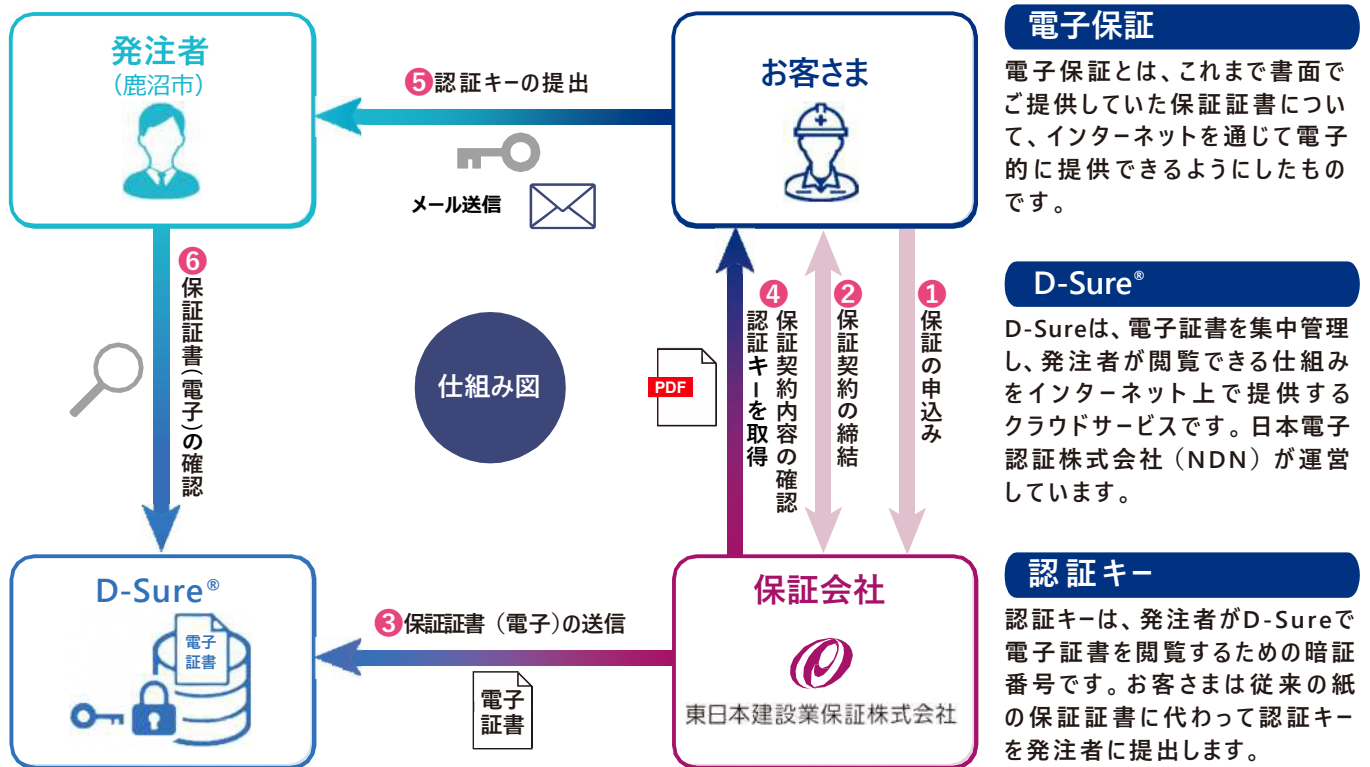 発注者
(鹿沼市)
❺認証キーの提出
メール送信
お客さま
❻保証証書(電子)の確認
仕組み図
PDF
❹保証契約内容の確認
認証キーを取得
❷保証契約の締結
❶保証の申込み
D-Sure®
電子
証書
❸保証証書(電子)の送信
電子
証書
保証会社
東日本建設業保証株式会社
電子保証
電子保証とは、これまで書面で
ご提供していた保証証書につい
て、インターネットを通じて電子
的に提供できるようにしたもの
です。
D-Sure®
D-Sureは、電子証書を集中管理
し、発注者が閲覧できる仕組み
をインターネット上で提供する
クラウドサービスです。日本電子
認証株式会社(NDN)が運営
しています。
認証キー
認証キーは、発注者がD-Sureで
電子証書を閲覧するための暗証
番号です。お客さまは従来の紙
の保証証書に代わって認証キー
を発注者に提出します。